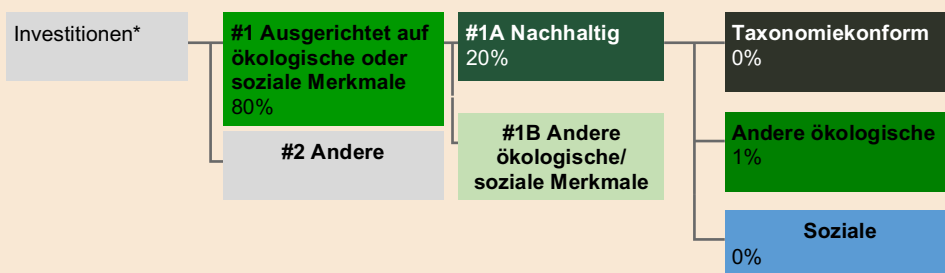 Investitionen*
#1 Ausgerichtet auf
ökologische oder
soziale Merkmale
80%
#2 Andere
#1A Nachhaltig
20%
#1B Andere
ökologische/
soziale Merkmale
Taxonomiekonform
0%
Andere ökologische
1%
Soziale
0%